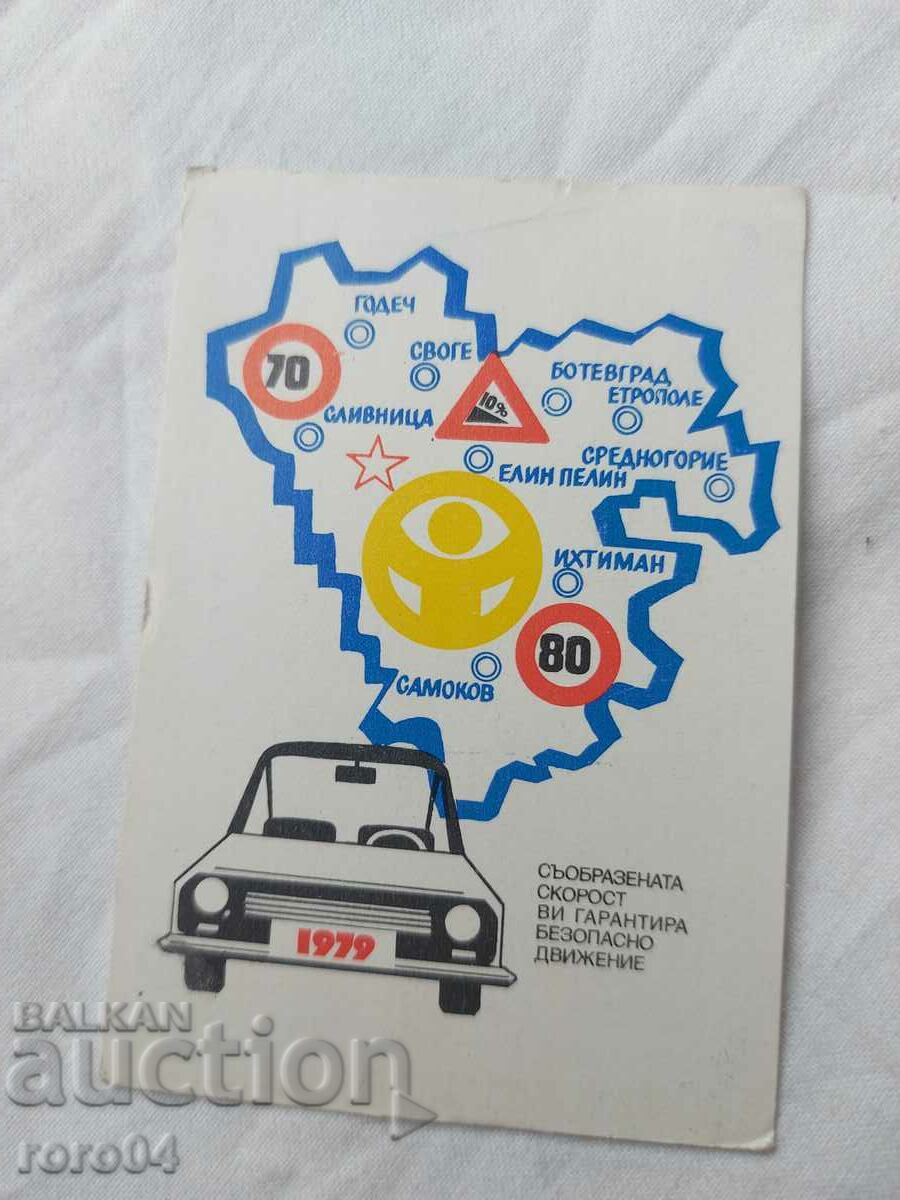 ГОДЕЧ
СВОГЕ
70
10%
БОТЕВГРАД
ЕТРОПОЛЕ
СЛИВНИЦА
СРЕДНОГОРИЕ
ЕЛИН ПЕЛИН
ИХТИМАН
80
САМОКОВ
СЪОБРАЗЕНАТА
СКОРОСТ
ВИ ГАРАНТИРА
БЕЗОПАСНО
ДВИЖЕНИЕ
1979
BALKAN
auction
roro04